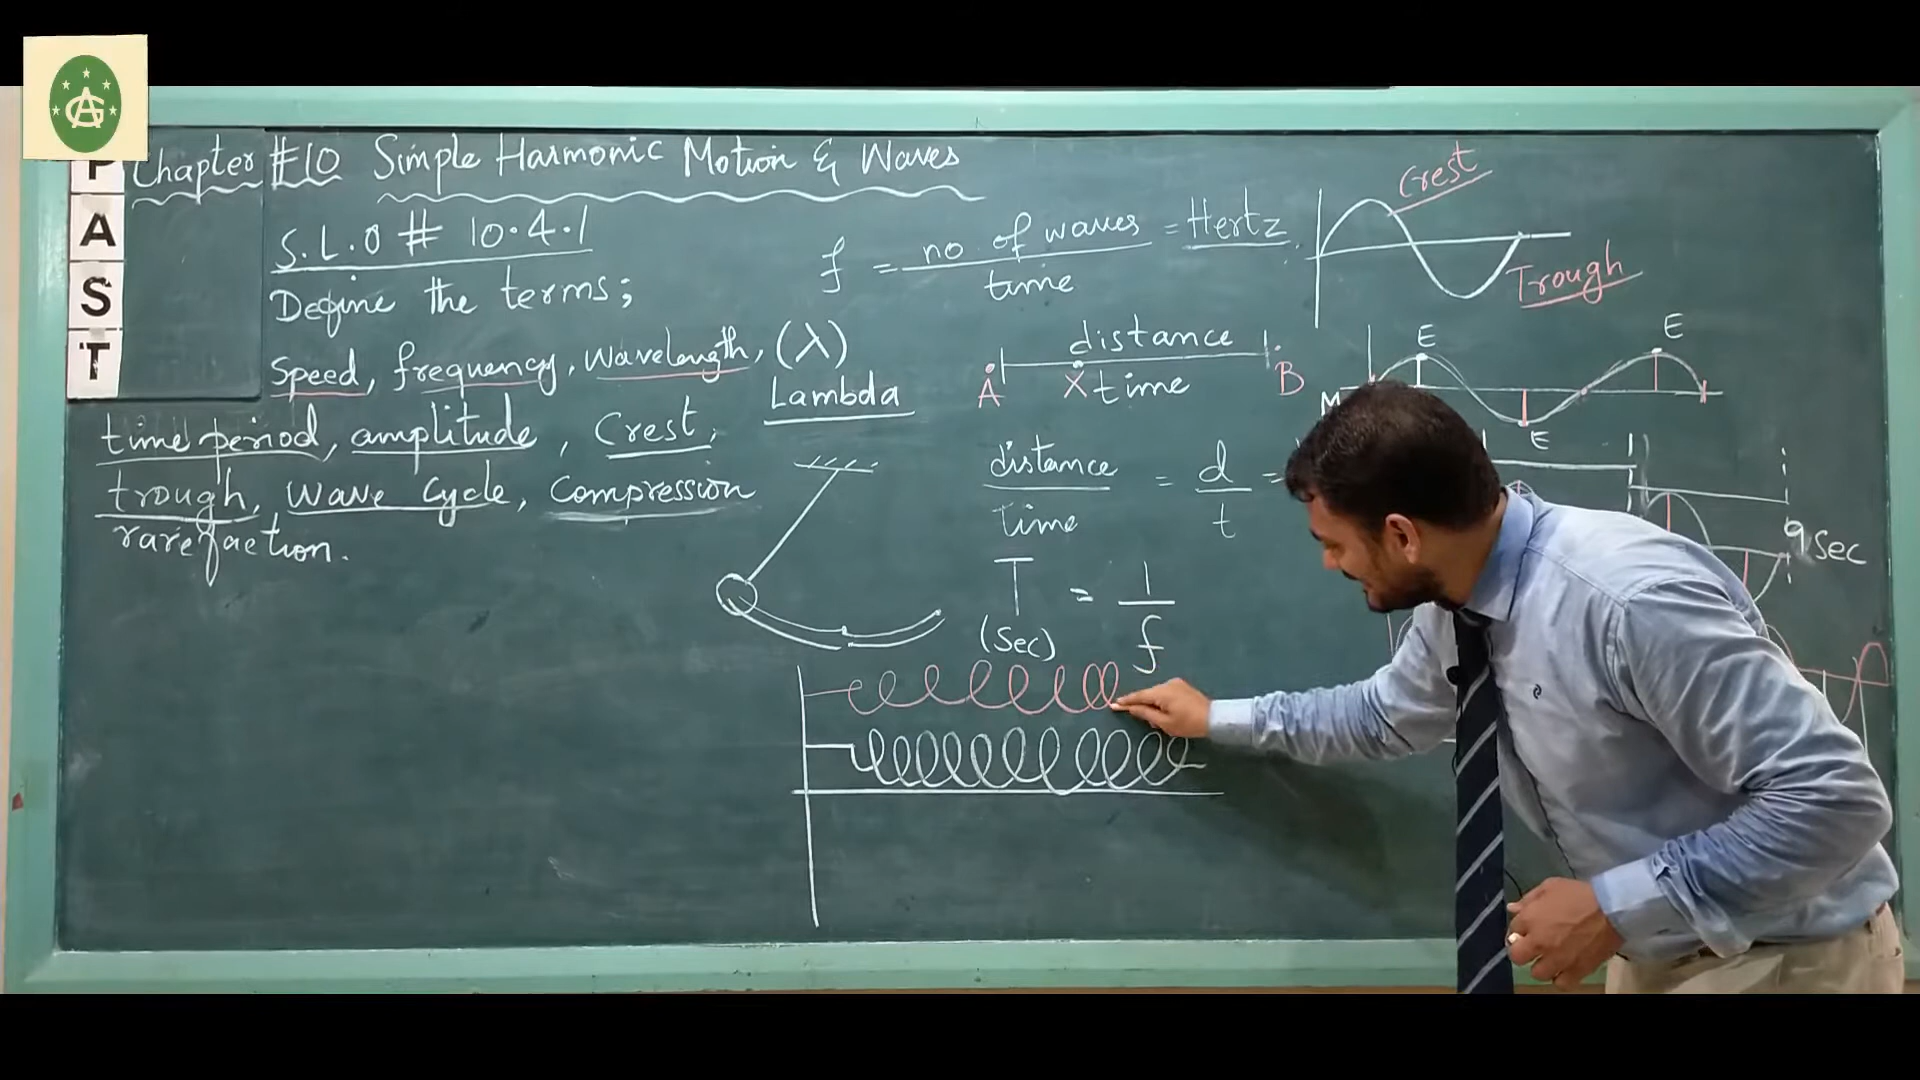 P
A
S
T
Chapter #10 Simple Harmonic Motion & Waves
S.L.O # 10.4.1
Define the terms;
Speed, frequency, Wavelength, (λ)
Lambda
time period, amplitude, Crest,
trough, Wave Cycle, Compression
rarefaction.
f = no of waves / time = Hertz
distance
A X time B
distance / time = d / t =
T = 1 / f
(Sec)
Crest
Trough
E E
M
E
9 Sec